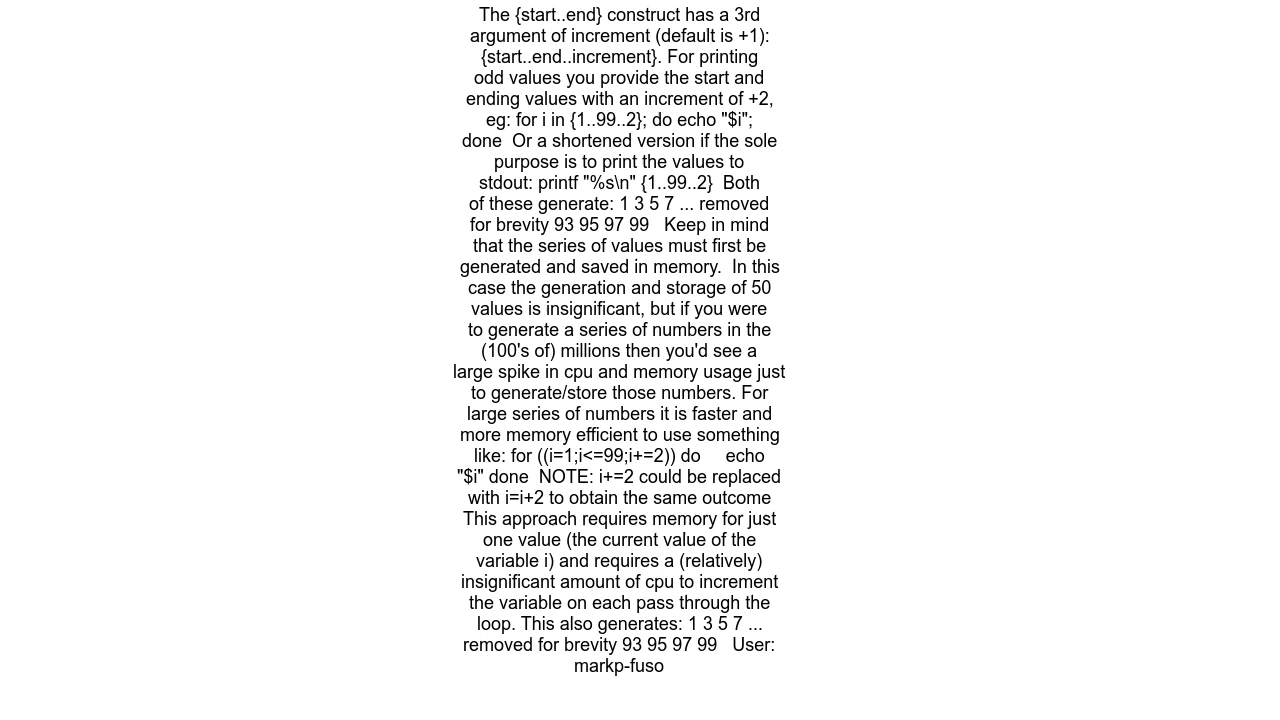 The {start..end} construct has a 3rd
argument of increment (default is +1):
{start..end..increment}. For printing
odd values you provide the start and
ending values with an increment of +2,
eg: for i in {1..99..2}; do echo "$i";
done  Or a shortened version if the sole
purpose is to print the values to
stdout: printf "%s\n" {1..99..2}  Both
of these generate: 1 3 5 7 ... removed
for brevity 93 95 97 99   Keep in mind
that the series of values must first be
generated and saved in memory.  In this
case the generation and storage of 50
values is insignificant, but if you were
to generate a series of numbers in the
(100's of) millions then you'd see a
large spike in cpu and memory usage just
to generate/store those numbers. For
large series of numbers it is faster and
more memory efficient to use something
like: for ((i=1;i<=99;i+=2)) do     echo
"$i" done  NOTE: i+=2 could be replaced
with i=i+2 to obtain the same outcome
This approach requires memory for just
one value (the current value of the
variable i) and requires a (relatively)
insignificant amount of cpu to increment
the variable on each pass through the
loop. This also generates: 1 3 5 7 ...
removed for brevity 93 95 97 99   User:
markp-fuso